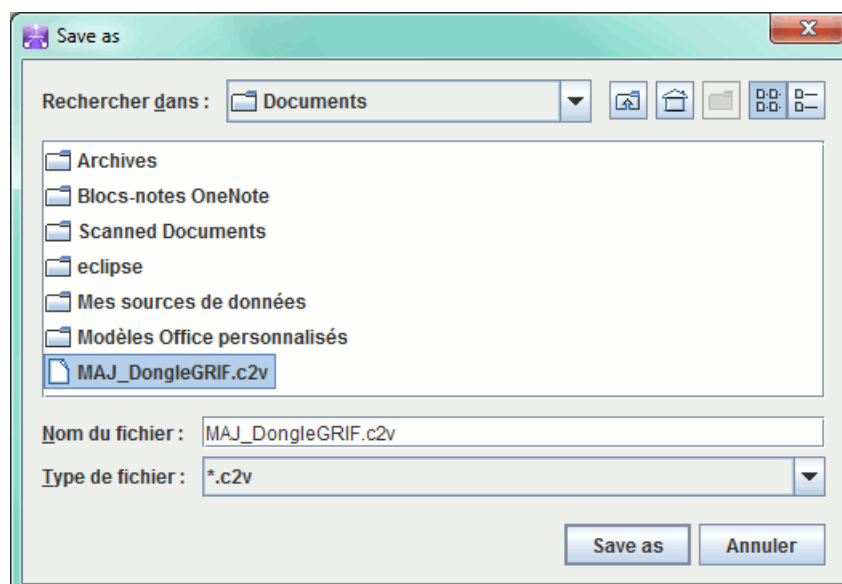 Save as
Rechercher dans : Documents
Archives
Blocs-notes OneNote
Scanned Documents
eclipse
Mes sources de données
Modèles Office personnalisés
MAJ_DongleGRIF.c2v
Nom du fichier : MAJ_DongleGRIF.c2v
Type de fichier : *.c2v
Save as Annuler